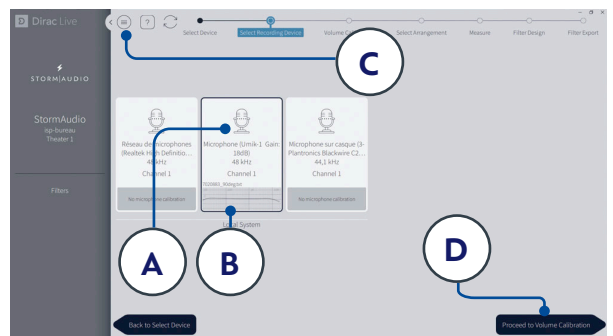 D Dirac Live
?
Select Device
Select Recording Device
Volume Ca
Select Arrangement
Measure
Filter Design
Filter Export
C
STORM|AUDIO
StormAudio
isp-bureau
Theater 1
Filters
Réseau de microphones
(Realtek High Definitio...
48 kHz
Channel 1
No microphone calibration
Microphone (Umik-1 Gain:
18dB)
48 kHz
Channel 1
Microphone sur casque (3-
Plantronics Blackwire C2...
44,1 kHz
Channel 1
No microphone calibration
Local System
A
B
D
Back to Select Device
Proceed to Volume Calibration